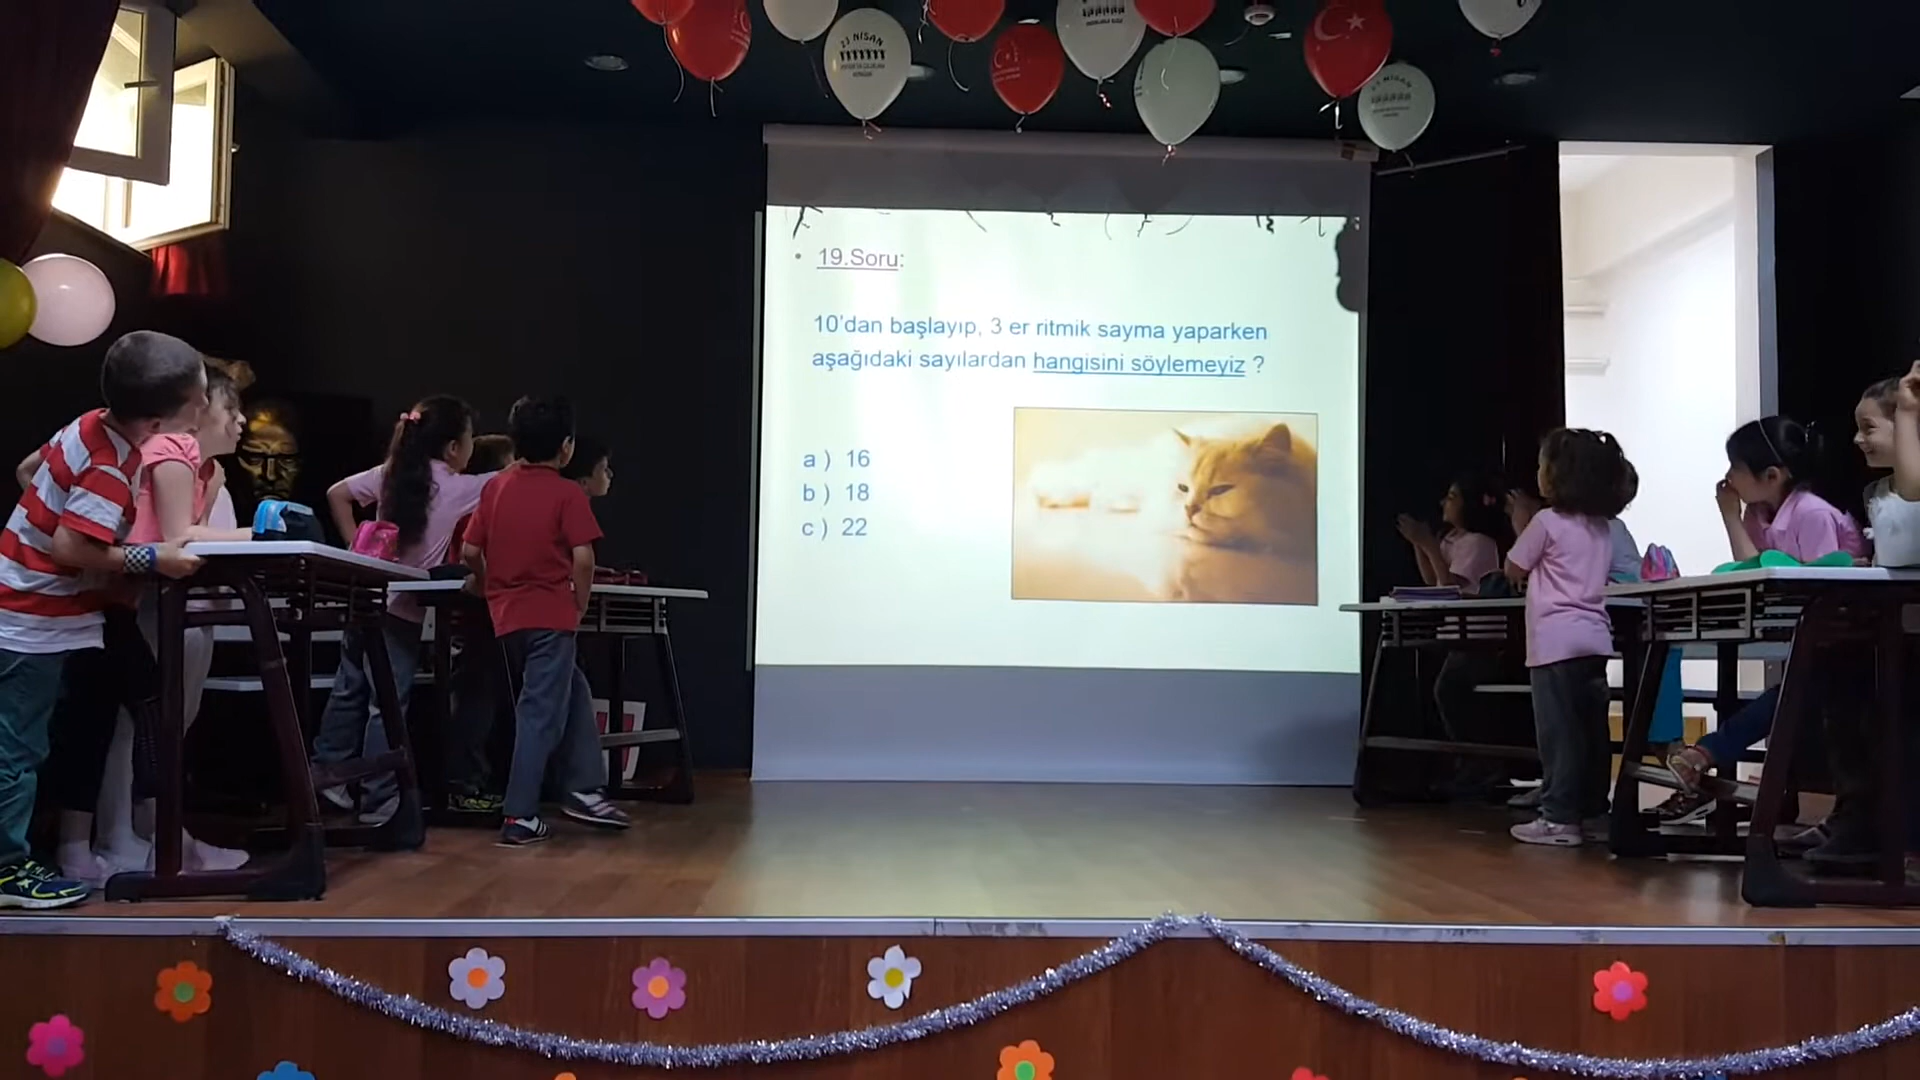 23 NİSAN
• 19.Soru:
10'dan başlayıp, 3 er ritmik sayma yaparken
aşağıdaki sayılardan hangisini söylemeyiz ?
a ) 16
b ) 18
c ) 22